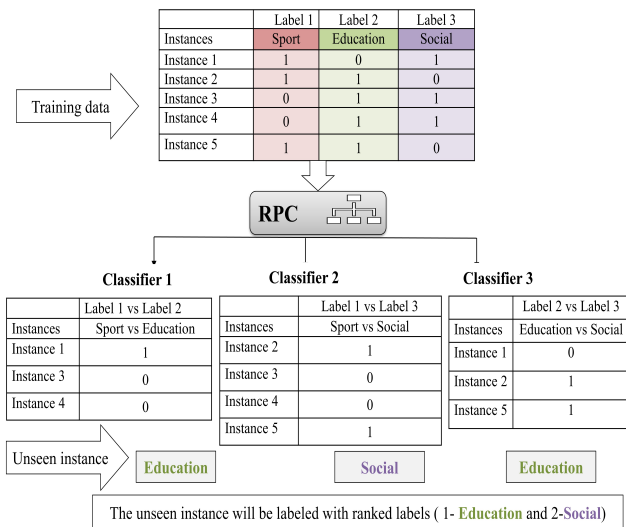 Label 1 Label 2 Label 3
Instances Sport Education Social
Instance 1 1 0 1
Instance 2 1 1 0
Instance 3 0 1 1
Instance 4 0 1 1
Instance 5 1 1 0
Training data
RPC
Classifier 1
Label 1 vs Label 2
Instances Sport vs Education
Instance 1 1
Instance 3 0
Instance 4 0
Classifier 2
Label 1 vs Label 3
Instances Sport vs Social
Instance 2 1
Instance 3 0
Instance 4 0
Instance 5 1
Classifier 3
Label 2 vs Label 3
Instances Education vs Social
Instance 1 0
Instance 2 1
Instance 5 1
Unseen instance
Education
Social
Education
The unseen instance will be labeled with ranked labels ( 1- Education and 2-Social)